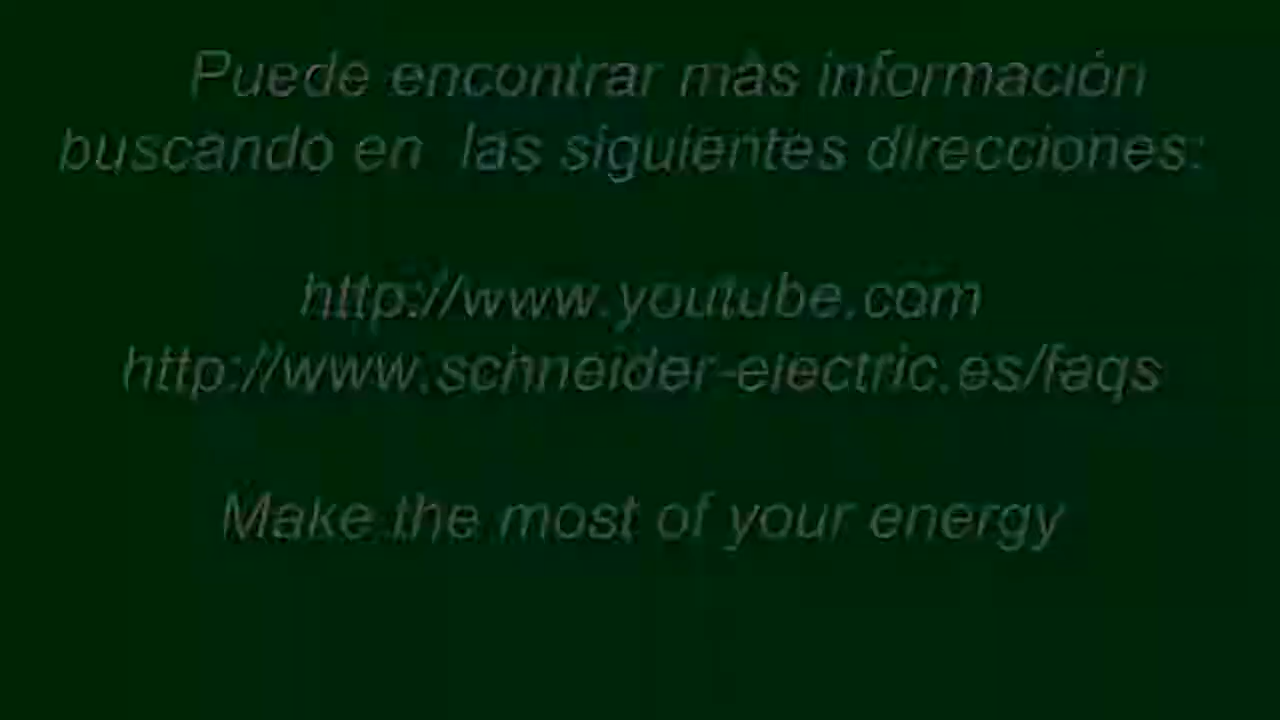 Puede encontrar más información
buscando en las siguientes direcciones:
http://www.youtube.com
http://www.schneider-electric.es/faqs
Make the most of your energy